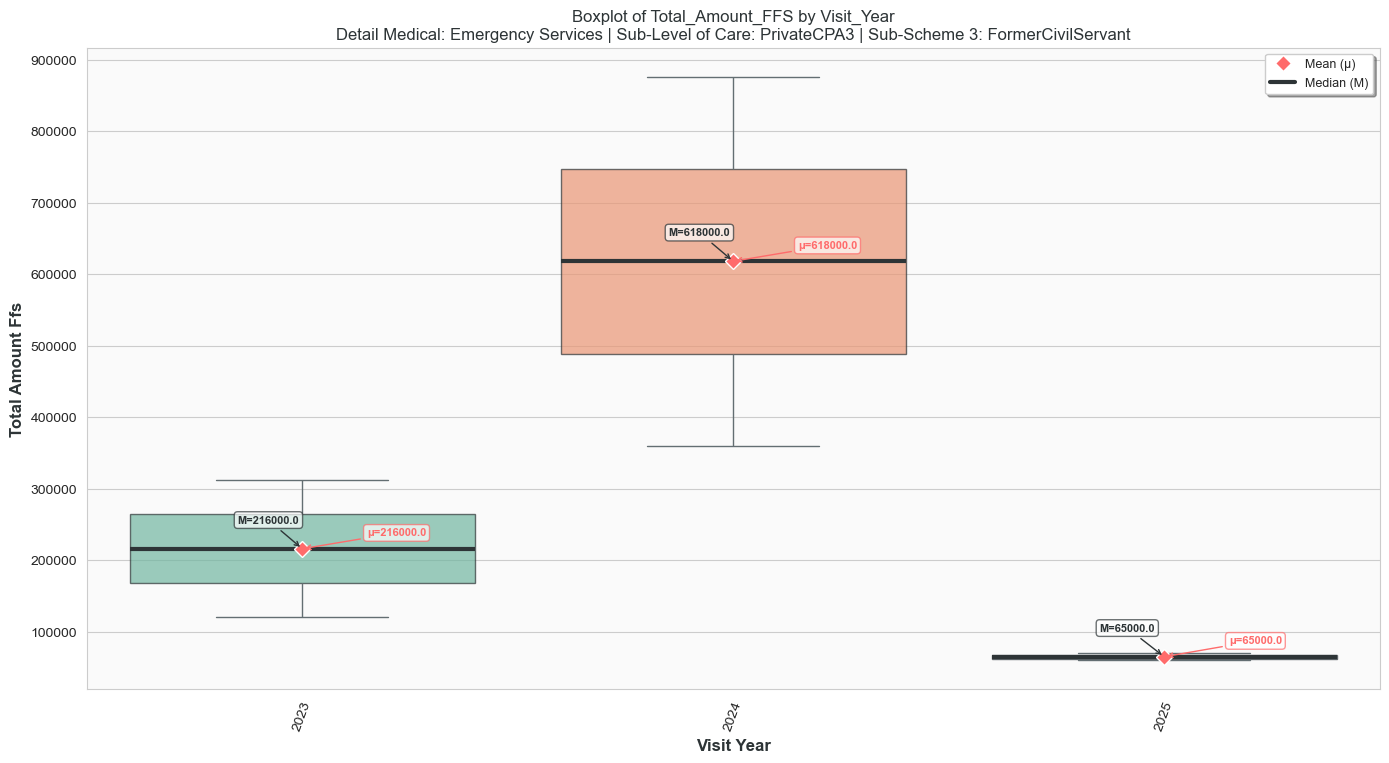 Boxplot of Total_Amount_FFS by Visit_Year
Detail Medical: Emergency Services | Sub-Level of Care: PrivateCPA3 | Sub-Scheme 3: FormerCivilServant
Mean (μ)
Median (M)
900000
800000
700000
600000
500000
400000
300000
200000
100000
Total Amount Ffs
M=618000.0
μ=618000.0
M=216000.0
μ=216000.0
M=65000.0
μ=65000.0
2023
2024
2025
Visit Year